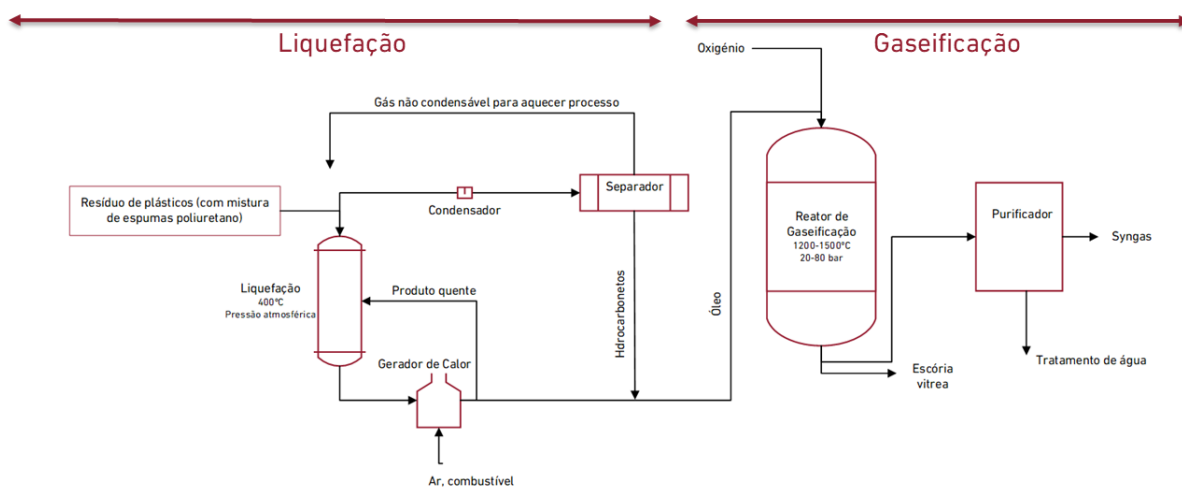 Liquefação
Gaseificação
Oxigénio
Gás não condensável para aquecer processo
Resíduo de plásticos (com mistura
de espumas poliuretano)
Condensador
Separador
Liquefação
400ºC
Pressão atmosférica
Produto quente
Gerador de Calor
Ar, combustível
Hdrocarbonetos
Óleo
Reator de
Gaseificação
1200-1500ºC
20-80 bar
Purificador
Syngas
Tratamento de água
Escória
vitrea